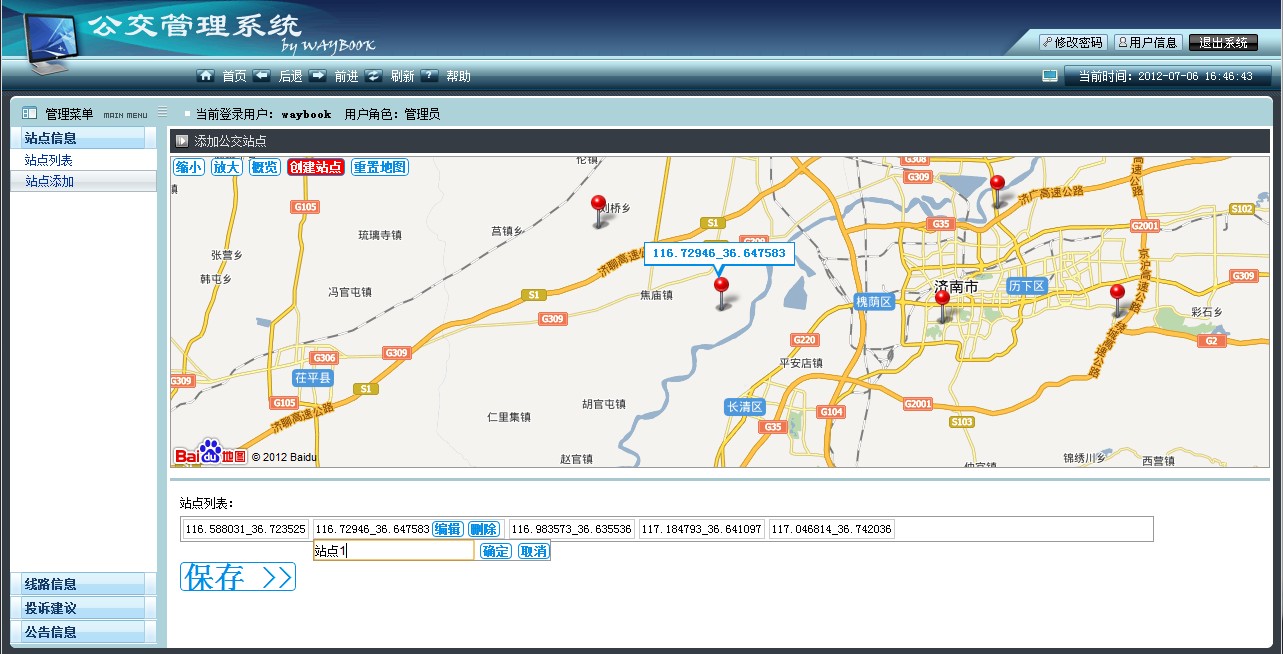 公交管理系统
by WAYBOOK
修改密码 用户信息 退出系统
首页 后退 前进 刷新 帮助
当前时间: 2012-07-06 16:46:43
管理菜单 MAIN MENU
当前登录用户: waybook 用户角色: 管理员
站点信息
站点列表
站点添加
线路信息
投诉建议
公告信息
添加公交站点
缩小 放大 概览 创建站点 重置地图
伦镇
G308
G309
济广高速公路
公路
镇
G105
刘桥乡
S102
琉璃寺镇
莒镇乡
S1
G35
G2001
张营乡
韩屯乡
济聊高速公
116.72946_36.647583
京沪高速公路
G309
冯官屯镇
S1
焦庙镇
济南市
历下区
槐荫区
彩石乡
G309
G220
绕城高速公路
G2
G306
G309
平安店镇
G309
茌平县
S1
G105
济聊高速公路
仁里集镇
胡官屯镇
长清区
G104
G2001
G35
S103
赵官镇
仲宫镇
锦绣川乡
西营镇
Bai du 地图 © 2012 Baidu
站点列表:
116.588031_36.723525 116.72946_36.647583 编辑 删除 116.983573_36.635536 117.184793_36.641097 117.046814_36.742036
站点1 确定 取消
保存 >>